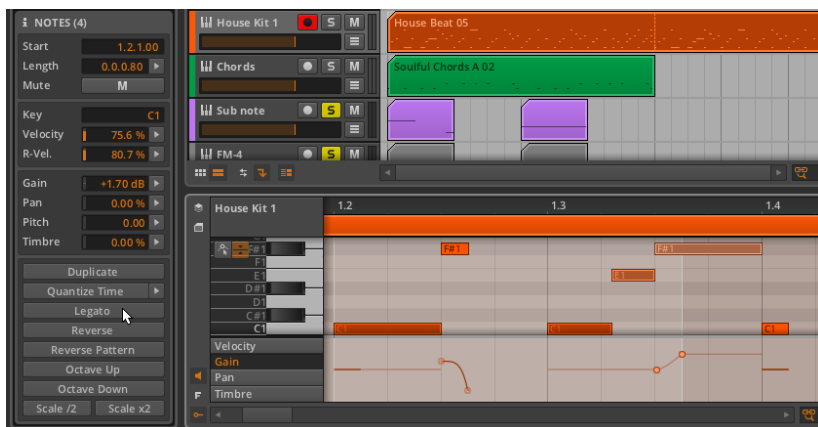 i NOTES (4)
Start 1.2.1.00
Length 0.0.0.80
Mute M
Key C1
Velocity 75.6 %
R-Vel. 80.7 %
Gain +1.70 dB
Pan 0.00 %
Pitch 0.00
Timbre 0.00 %
Duplicate
Quantize Time
Legato
Reverse
Reverse Pattern
Octave Up
Octave Down
Scale /2 Scale x2
House Kit 1 S M House Beat 05
Chords S M Soulful Chords A 02
Sub note S M
FM-4 S M
House Kit 1 1.2 1.3 1.4
F#1 F#1 F#1
F1
E1 E1
D#1
D1
C#1
C1 C1 C1 C1
Velocity
Gain
Pan
F Timbre